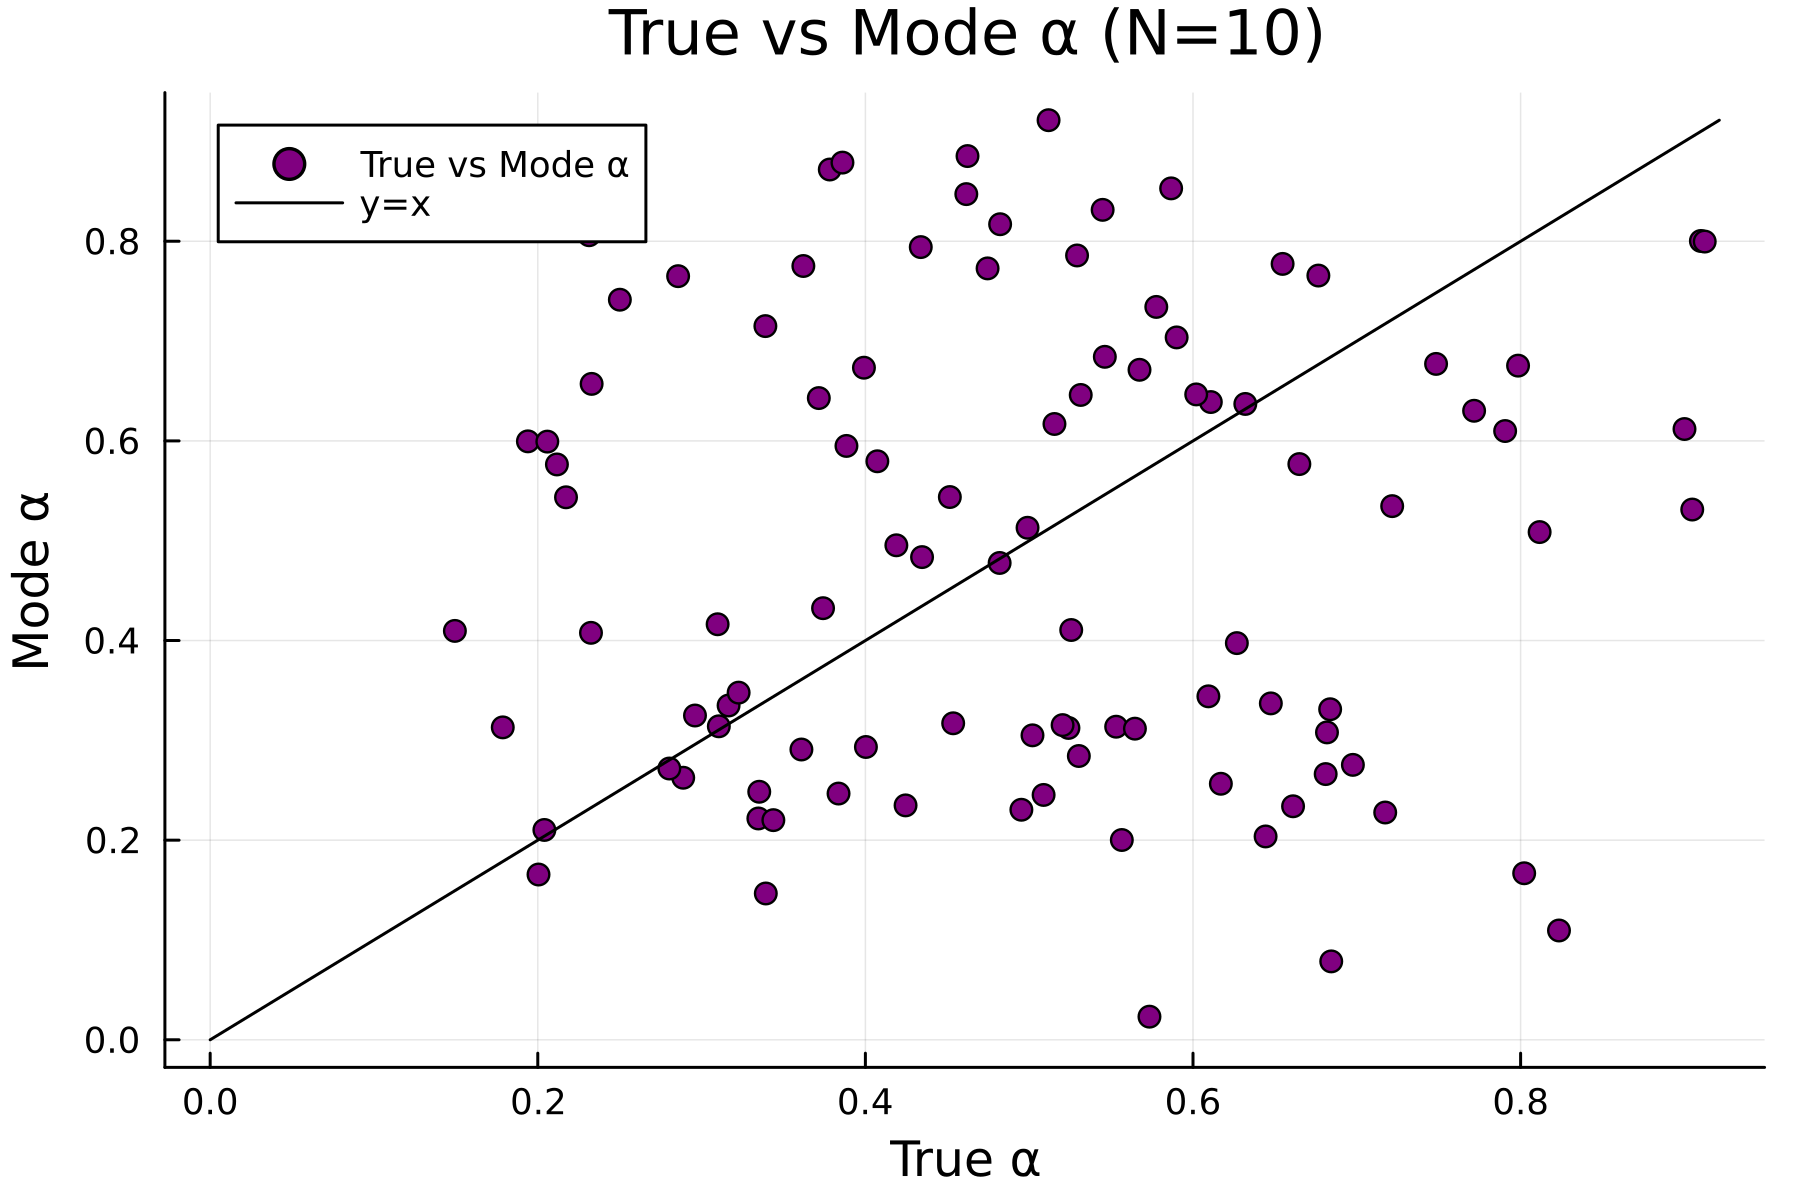 True vs Mode α (N=10)
True vs Mode α
y=x
Mode α
0.8
0.6
0.4
0.2
0.0
0.0 0.2 0.4 0.6 0.8
True α